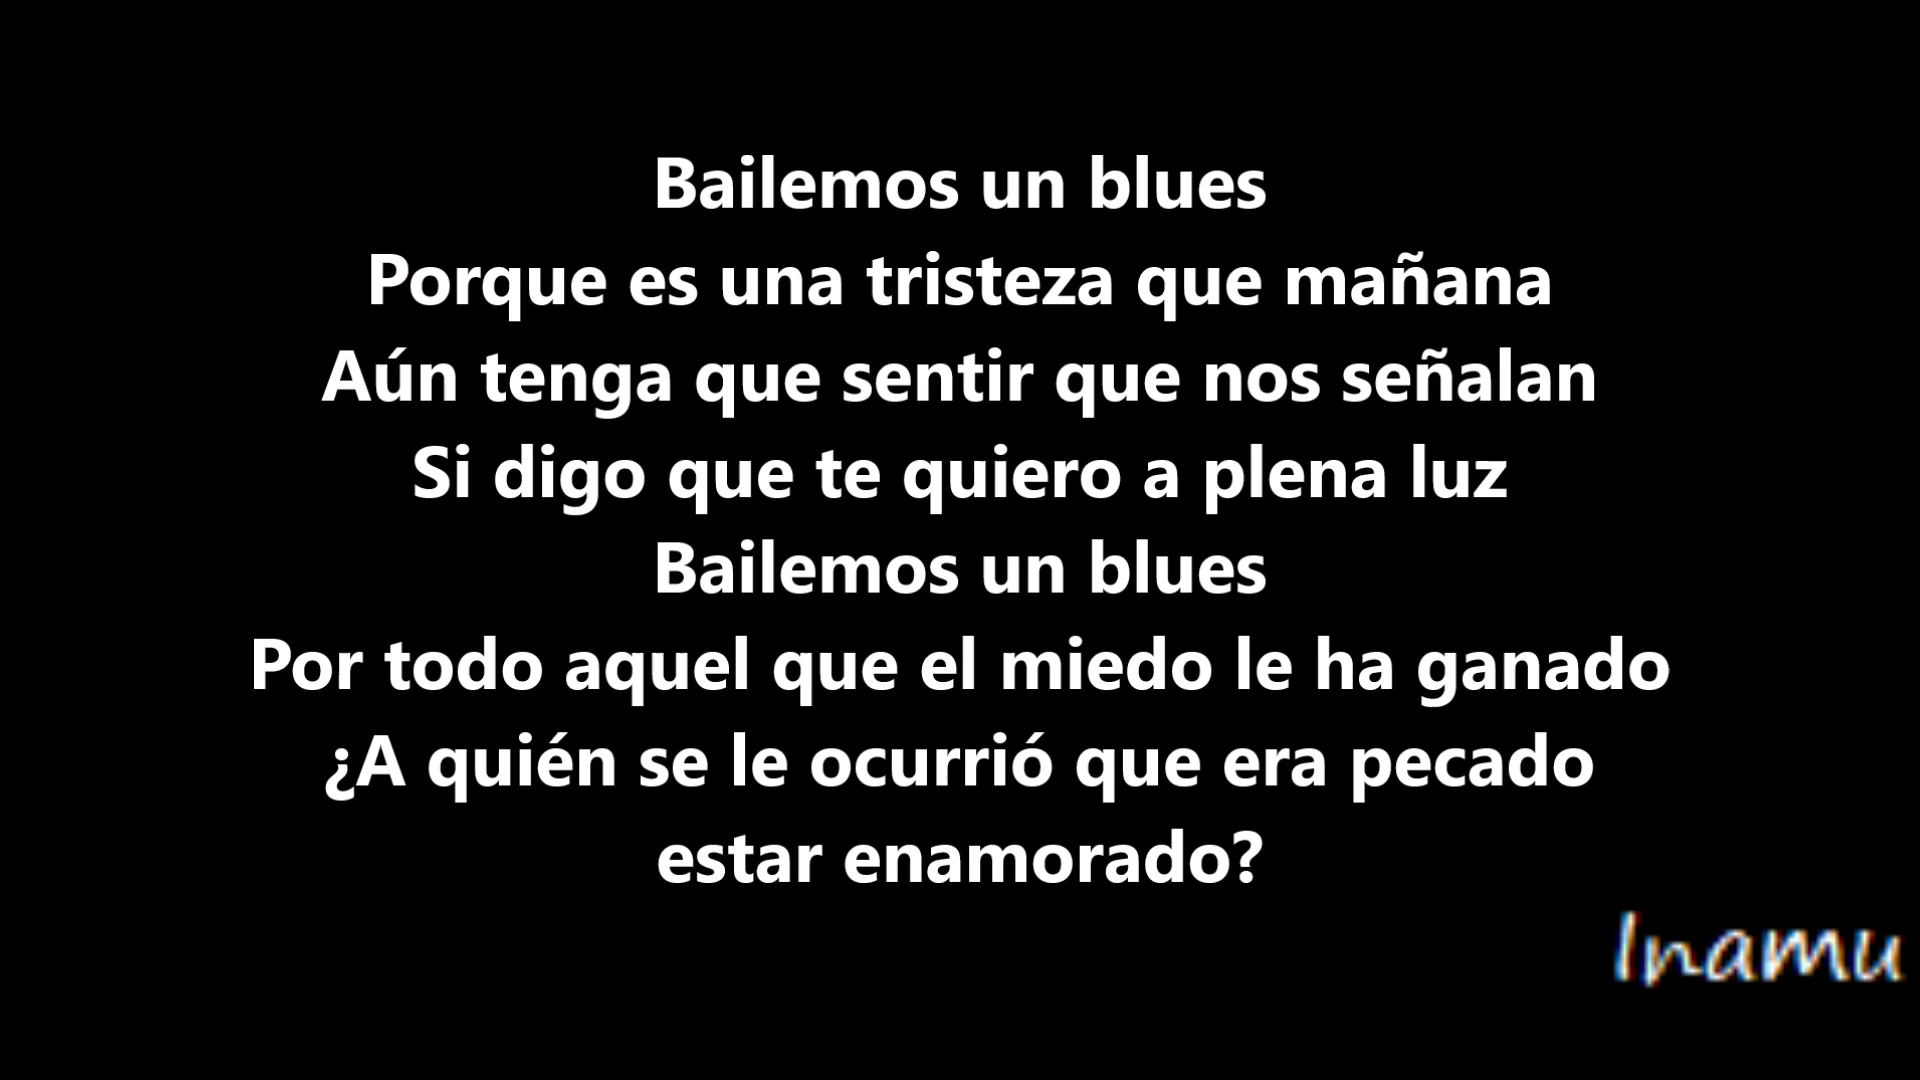 Bailemos un blues
Porque es una tristeza que mañana
Aún tenga que sentir que nos señalan
Si digo que te quiero a plena luz
Bailemos un blues
Por todo aquel que el miedo le ha ganado
¿A quién se le ocurrió que era pecado
estar enamorado?
Inamu